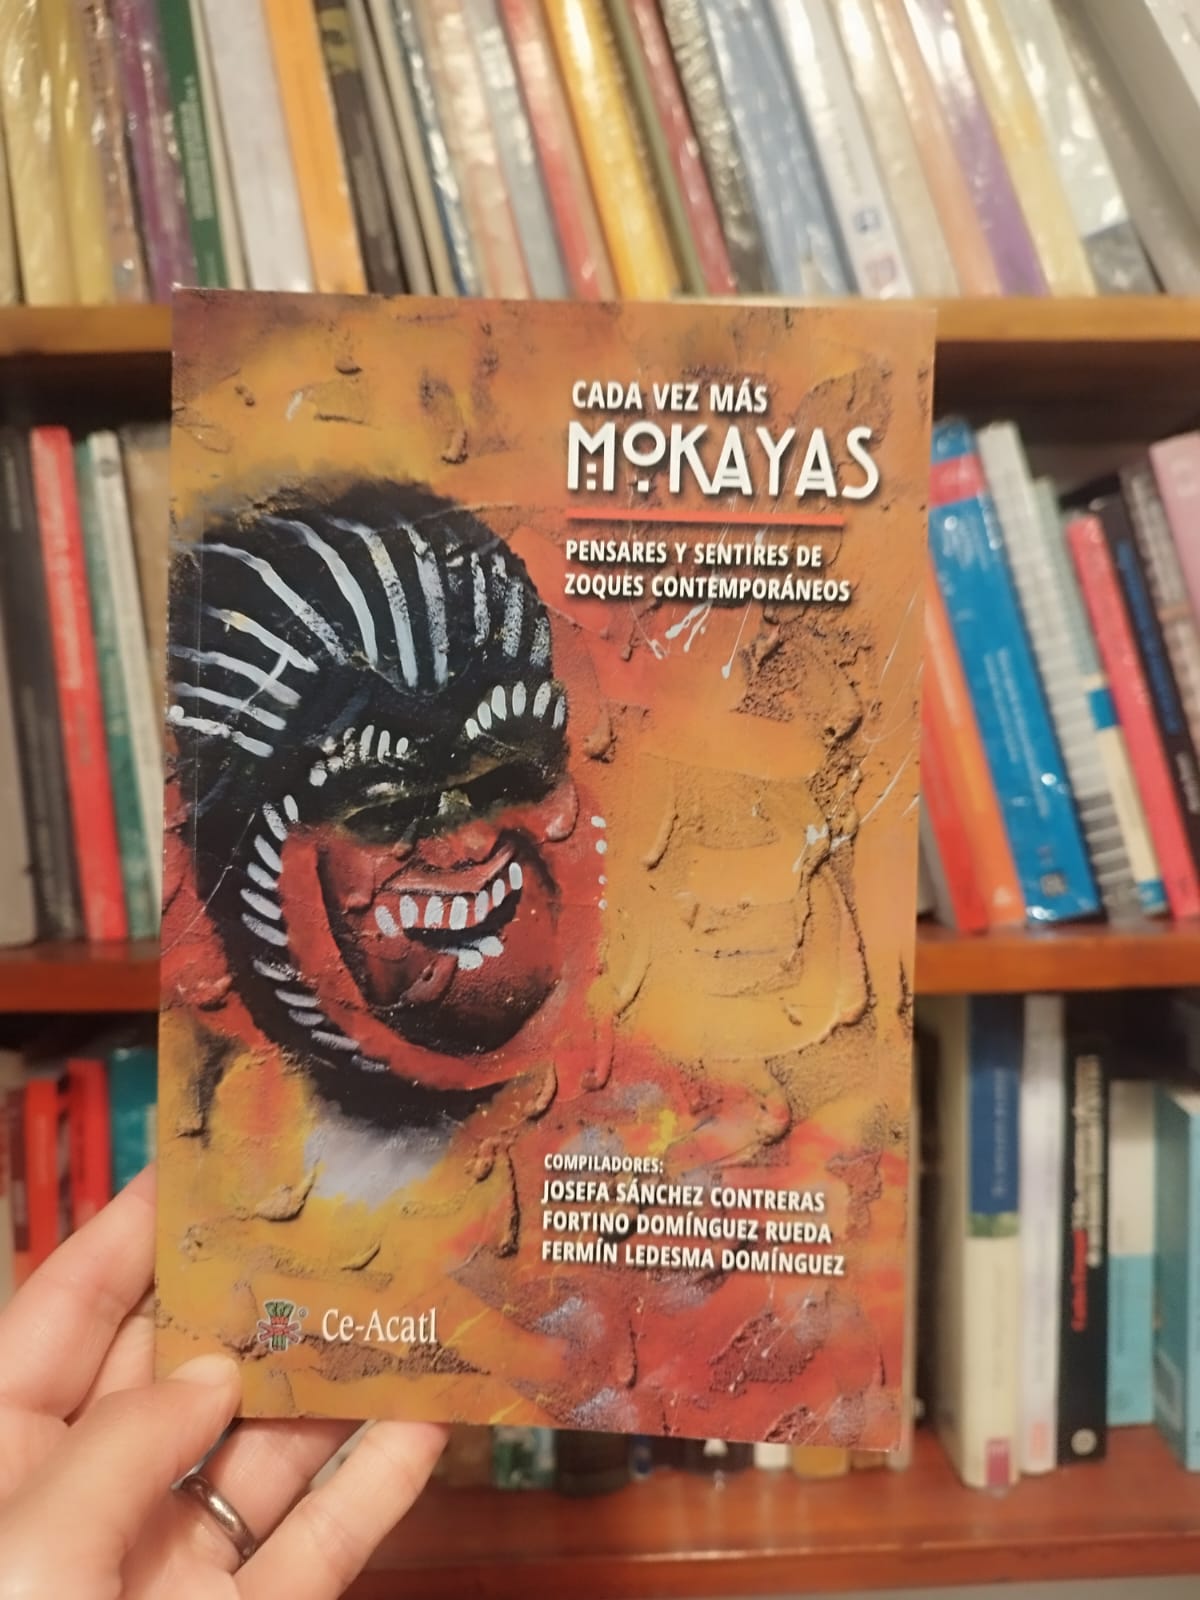 CADA VEZ MÁS
MOKAYAS
PENSARES Y SENTIRES DE
ZOQUES CONTEMPORÁNEOS
COMPILADORES:
JOSEFA SÁNCHEZ CONTRERAS
FORTINO DOMÍNGUEZ RUEDA
FERMÍN LEDESMA DOMÍNGUEZ
Ce-Acatl